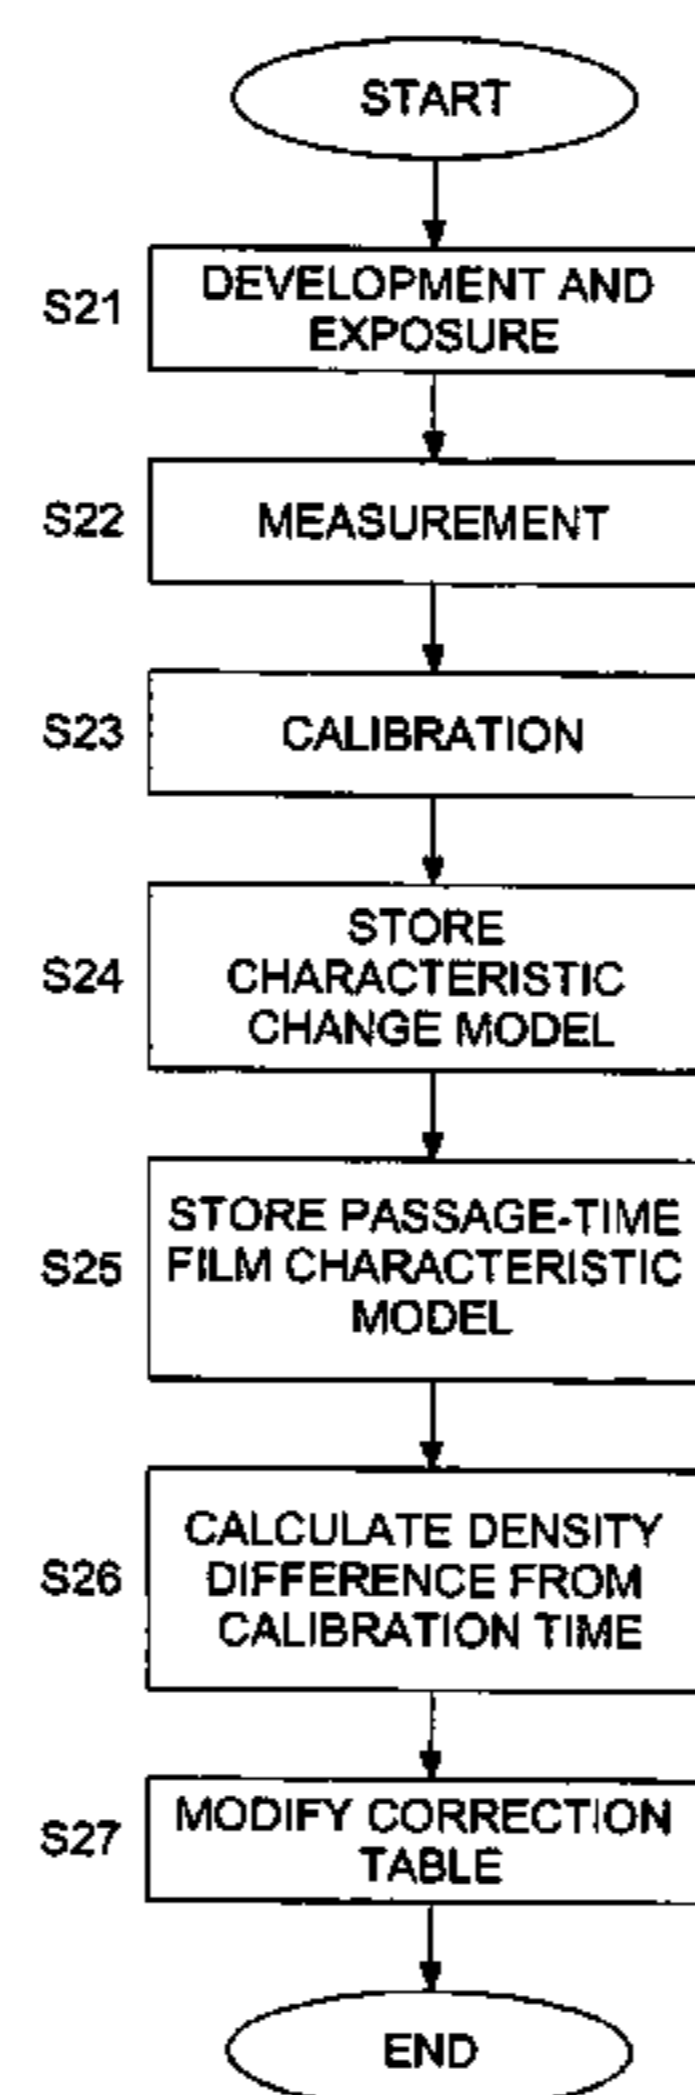 START
S21
DEVELOPMENT AND
EXPOSURE
S22
MEASUREMENT
S23
CALIBRATION
S24
STORE
CHARACTERISTIC
CHANGE MODEL
S25
STORE PASSAGE-TIME
FILM CHARACTERISTIC
MODEL
S26
CALCULATE DENSITY
DIFFERENCE FROM
CALIBRATION TIME
S27
MODIFY CORRECTION
TABLE
END